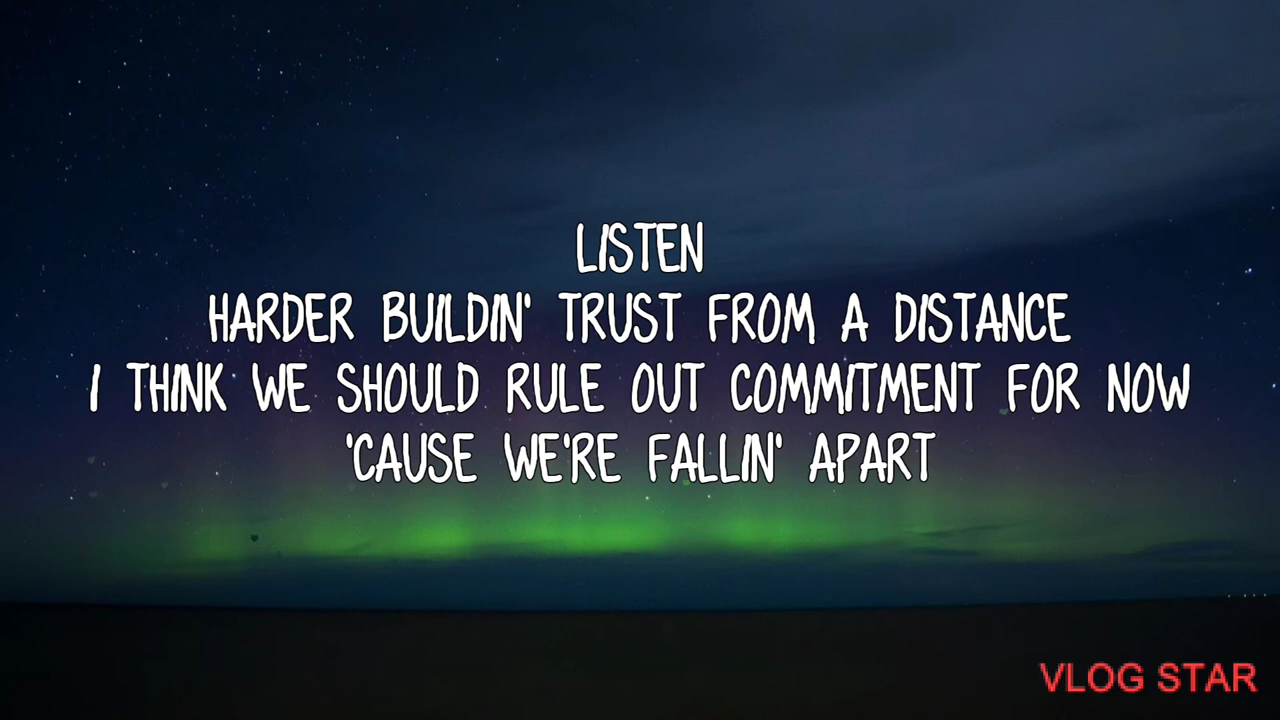 LISTEN
HARDER BUILDIN' TRUST FROM A DISTANCE
I THINK WE SHOULD RULE OUT COMMITMENT FOR NOW
'CAUSE WE'RE FALLIN' APART
VLOG STAR